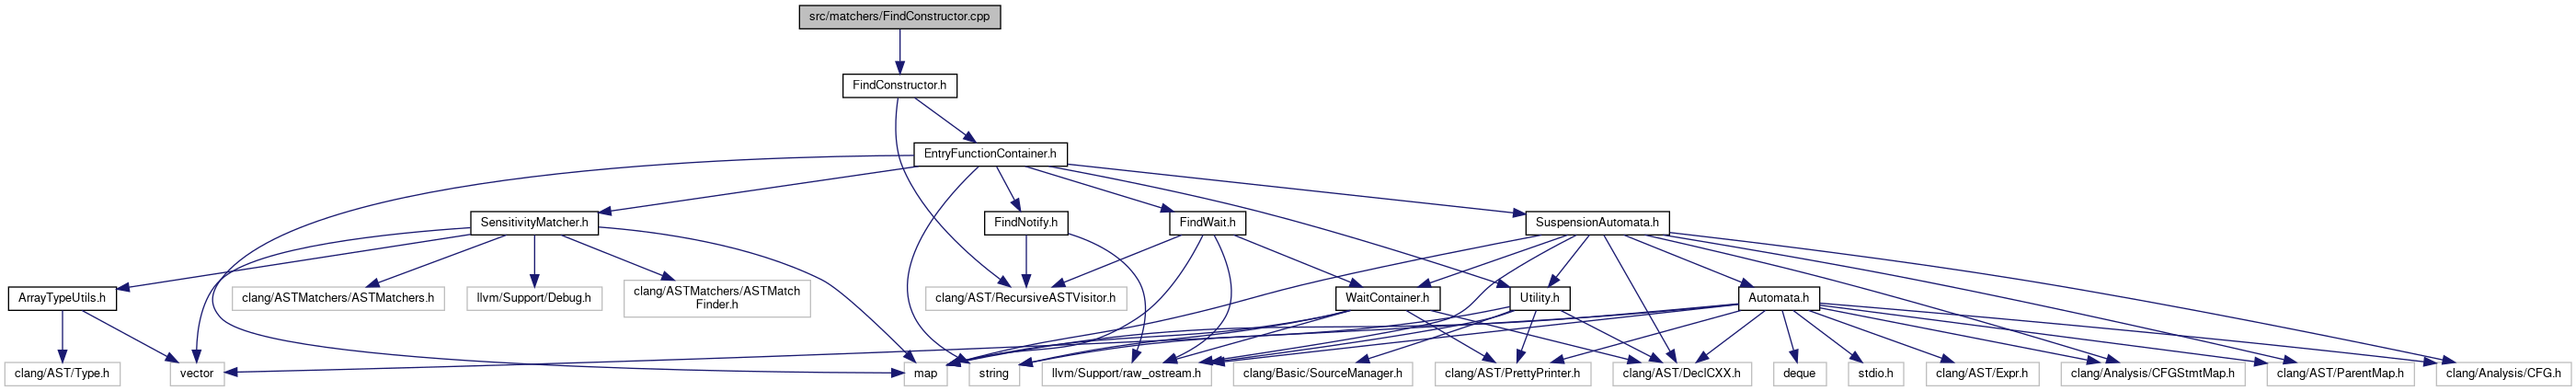 src/matchers/FindConstructor.cpp
FindConstructor.h
EntryFunctionContainer.h
SensitivityMatcher.h
FindNotify.h
FindWait.h
SuspensionAutomata.h
ArrayTypeUtils.h
clang/ASTMatchers/ASTMatchers.h
llvm/Support/Debug.h
clang/ASTMatchers/ASTMatch
Finder.h
clang/AST/RecursiveASTVisitor.h
WaitContainer.h
Utility.h
Automata.h
clang/AST/Type.h
vector
map
string
llvm/Support/raw_ostream.h
clang/Basic/SourceManager.h
clang/AST/PrettyPrinter.h
clang/AST/DeclCXX.h
deque
stdio.h
clang/AST/Expr.h
clang/Analysis/CFGStmtMap.h
clang/AST/ParentMap.h
clang/Analysis/CFG.h